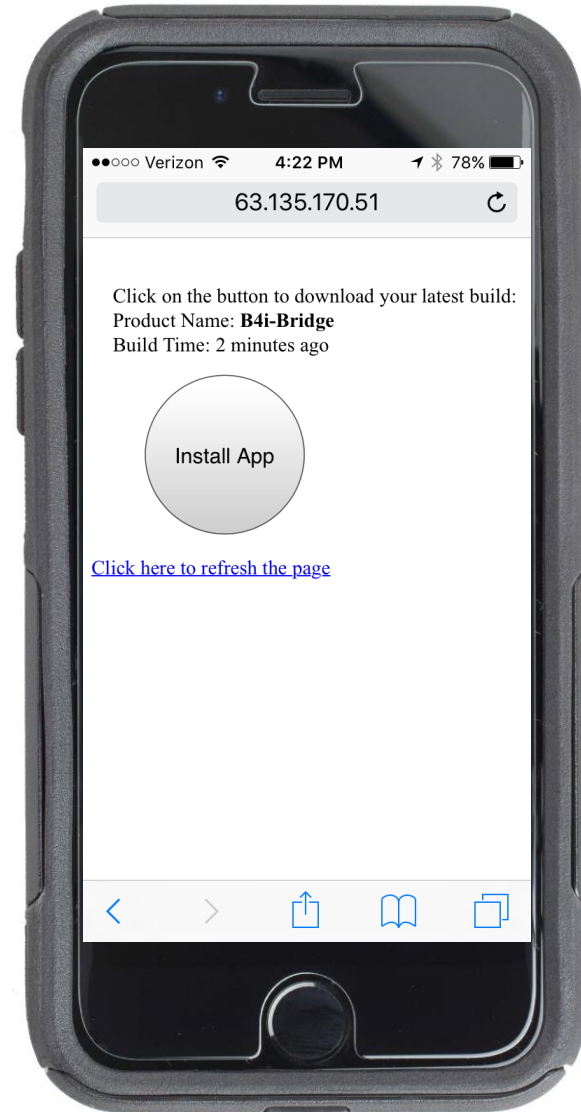 ●●○○○ Verizon 4:22 PM 78%
63.135.170.51
Click on the button to download your latest build:
Product Name: B4i-Bridge
Build Time: 2 minutes ago
Install App
Click here to refresh the page